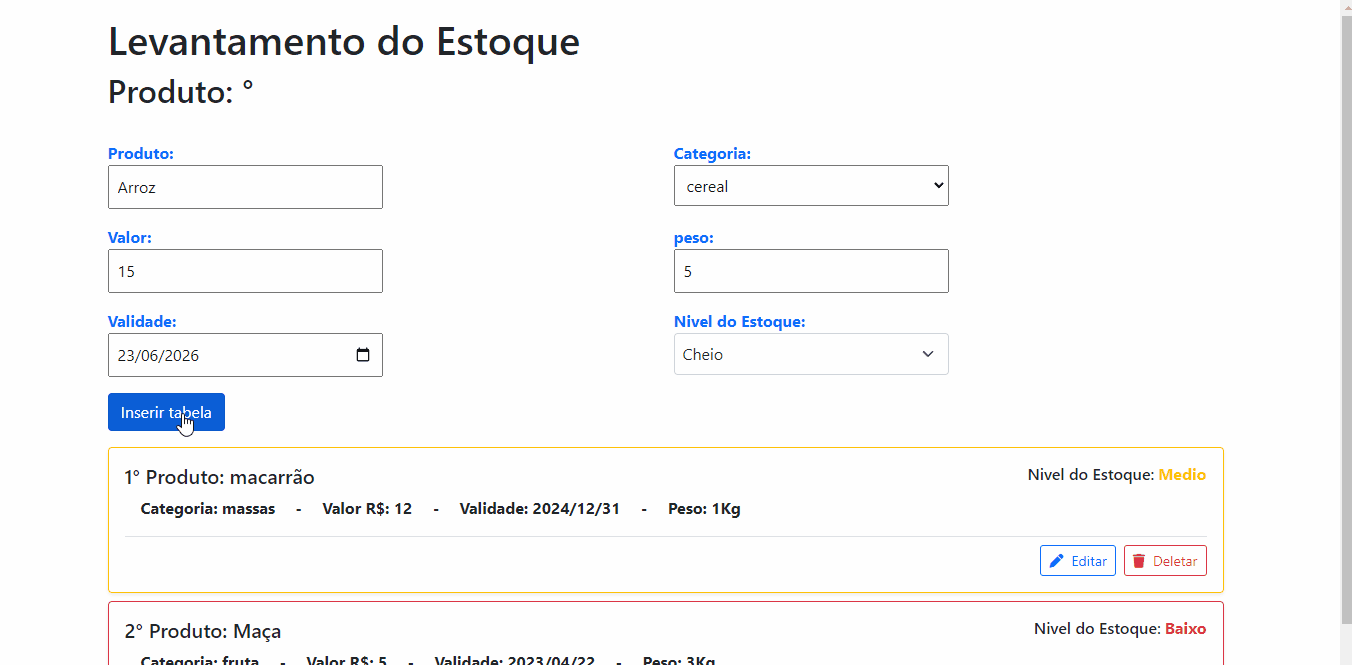 Levantamento do Estoque
Produto: °
Produto:
Categoria:
Arroz
cereal
Valor:
peso:
15
5
Validade:
Nivel do Estoque:
23/06/2026
Cheio
Inserir tabela
1° Produto: macarrão
Nivel do Estoque: Medio
Categoria: massas - Valor R$: 12 - Validade: 2024/12/31 - Peso: 1Kg
Editar
Deletar
2° Produto: Maça
Nivel do Estoque: Baixo
Categoria: fruta - Valor R$: 5 - Validade: 2023/04/22 - Peso: 3Kg